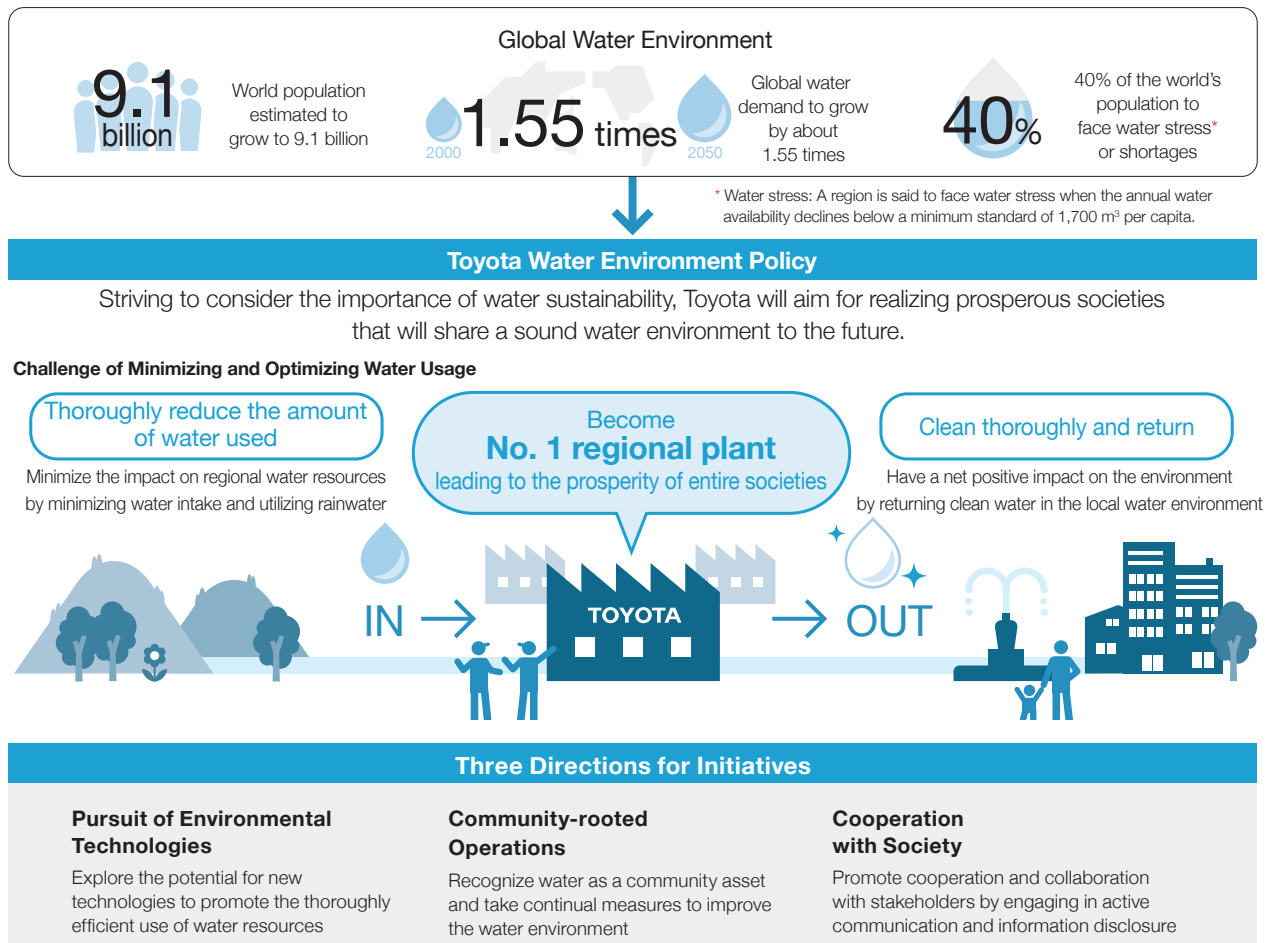 Global Water Environment
9.1
billion
World population
estimated to
grow to 9.1 billion
2000
1.55 times
2050
Global water
demand to grow
by about
1.55 times
40%
40% of the world's
population to
face water stress*
or shortages
* Water stress: A region is said to face water stress when the annual water
availability declines below a minimum standard of 1,700 m³ per capita.
Toyota Water Environment Policy
Striving to consider the importance of water sustainability, Toyota will aim for realizing prosperous societies
that will share a sound water environment to the future.
Challenge of Minimizing and Optimizing Water Usage
Thoroughly reduce the amount
of water used
Minimize the impact on regional water resources
by minimizing water intake and utilizing rainwater
Become
No. 1 regional plant
leading to the prosperity of entire societies
Clean thoroughly and return
Have a net positive impact on the environment
by returning clean water in the local water environment
IN
TOYOTA
OUT
Three Directions for Initiatives
Pursuit of Environmental
Technologies
Explore the potential for new
technologies to promote the thoroughly
efficient use of water resources
Community-rooted
Operations
Recognize water as a community asset
and take continual measures to improve
the water environment
Cooperation
with Society
Promote cooperation and collaboration
with stakeholders by engaging in active
communication and information disclosure